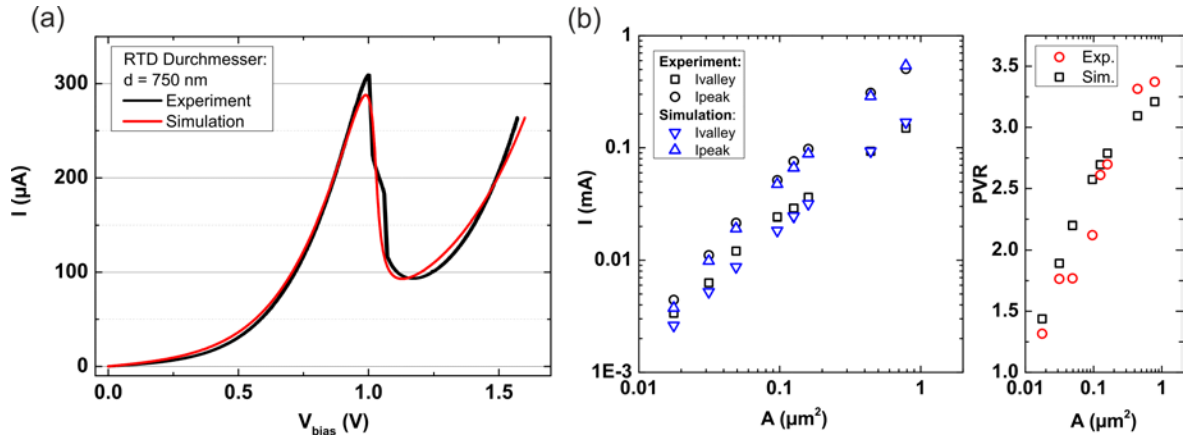 (a)
RTD Durchmesser:
d = 750 nm
Experiment
Simulation
I (µA)
300
200
100
0
0.0
0.5
1.0
1.5
V_bias (V)
(b)
Experiment:
Ivalley
Ipeak
Simulation:
Ivalley
Ipeak
I (mA)
1
0.1
0.01
1E-3
0.01
0.1
1
A (µm²)
Exp.
Sim.
PVR
3.5
3.0
2.5
2.0
1.5
1.0
0.01
0.1
1
A (µm²)